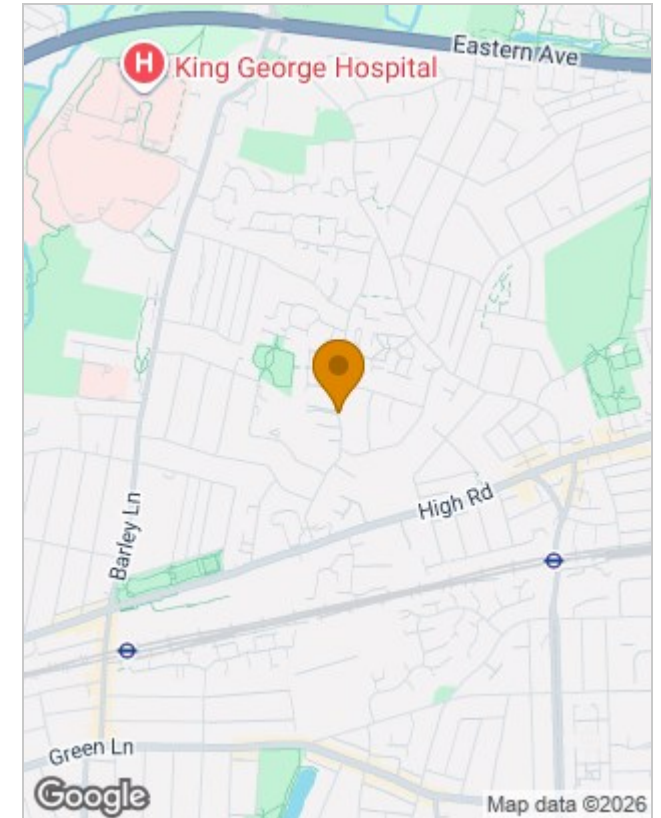 Eastern Ave
H King George Hospital
High Rd
Barley Ln
Green Ln
Google
Map data ©2026